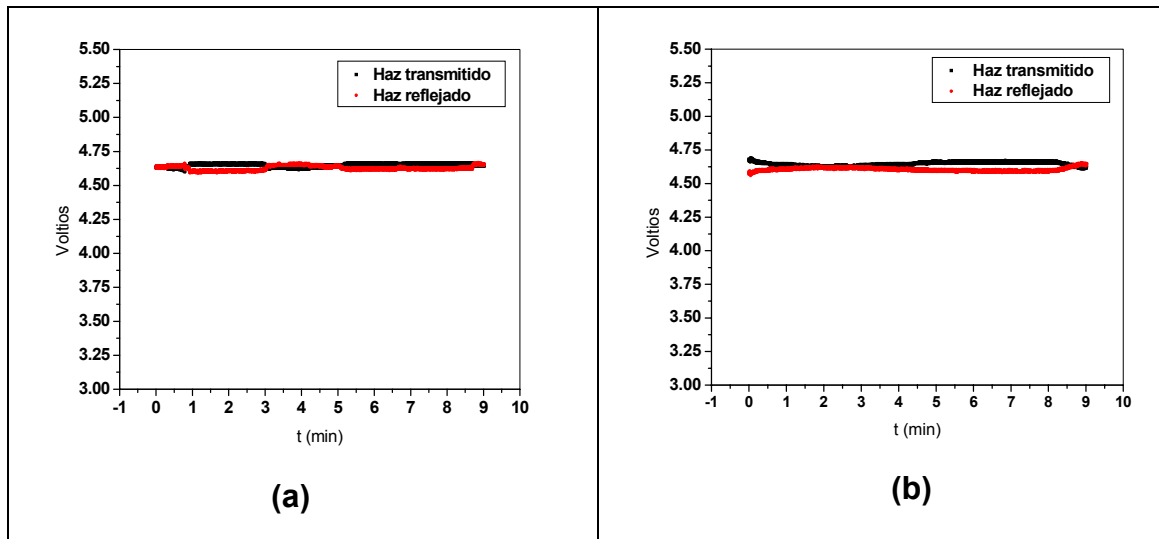 5.50
5.25
5.00
4.75
4.50
4.25
4.00
3.75
3.50
3.25
3.00
Voltios
-1 0 1 2 3 4 5 6 7 8 9 10
t (min)
Haz transmitido
Haz reflejado
(a)
5.50
5.25
5.00
4.75
4.50
4.25
4.00
3.75
3.50
3.25
3.00
Voltios
-1 0 1 2 3 4 5 6 7 8 9 10
t (min)
Haz transmitido
Haz reflejado
(b)